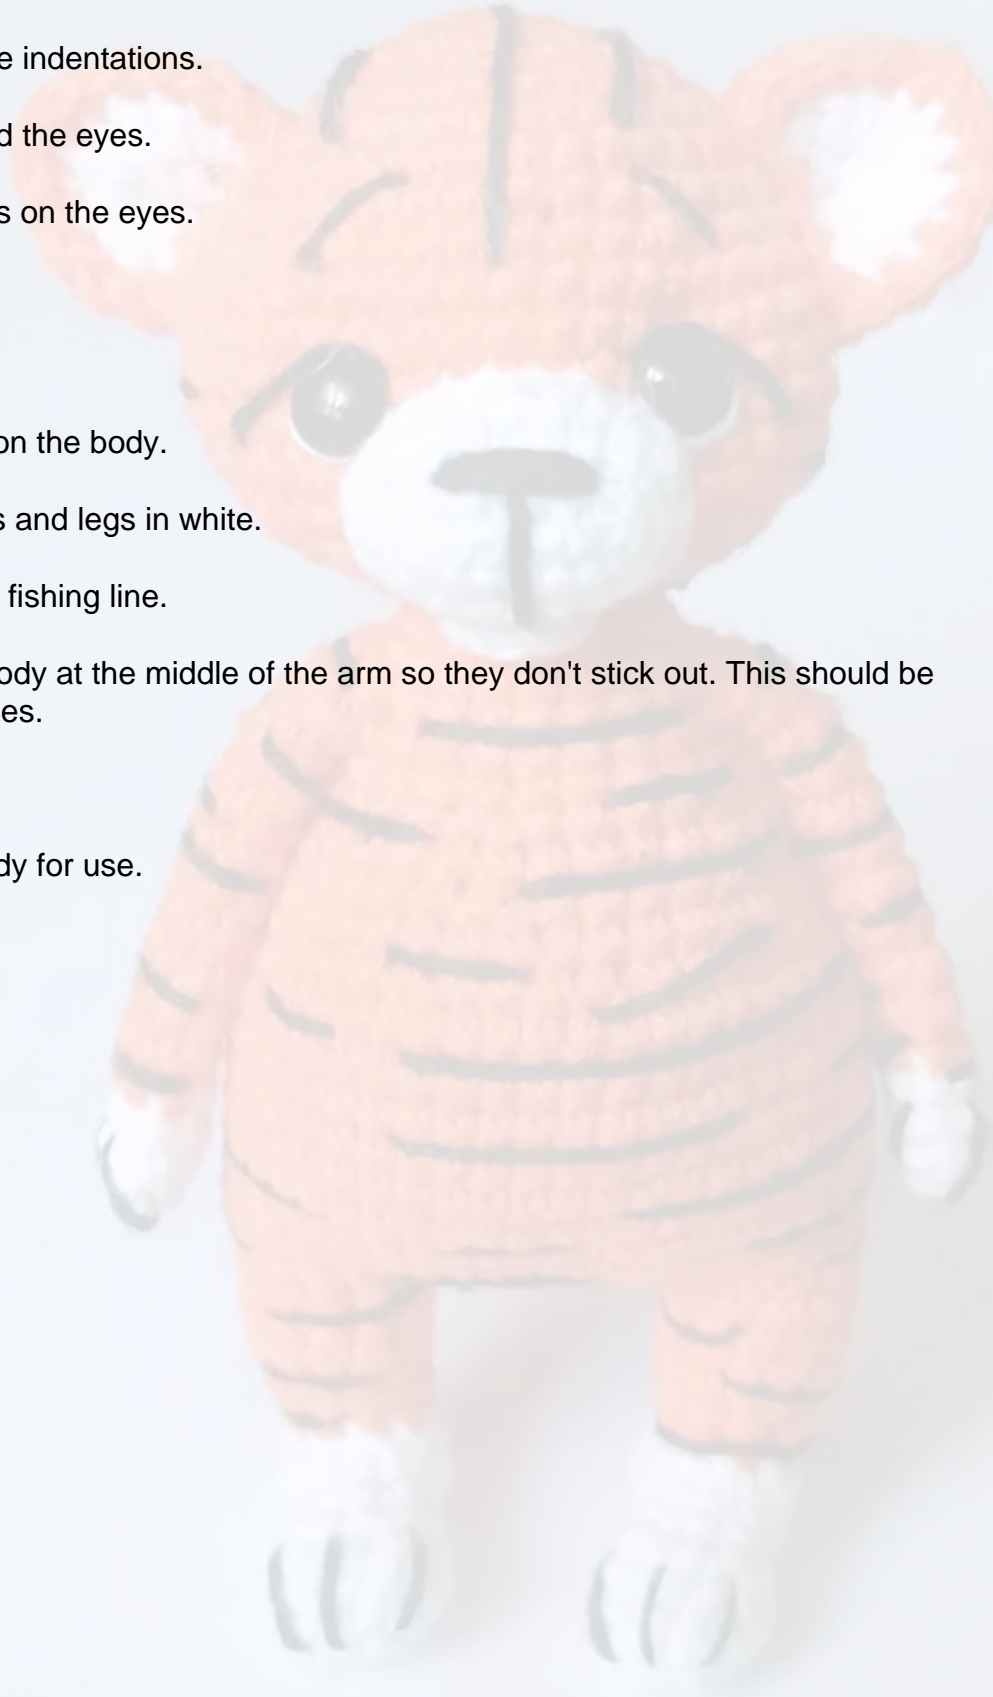 e indentations.
d the eyes.
s on the eyes.
on the body.
s and legs in white.
fishing line.
ody at the middle of the arm so they don't stick out. This should be
es.
dy for use.